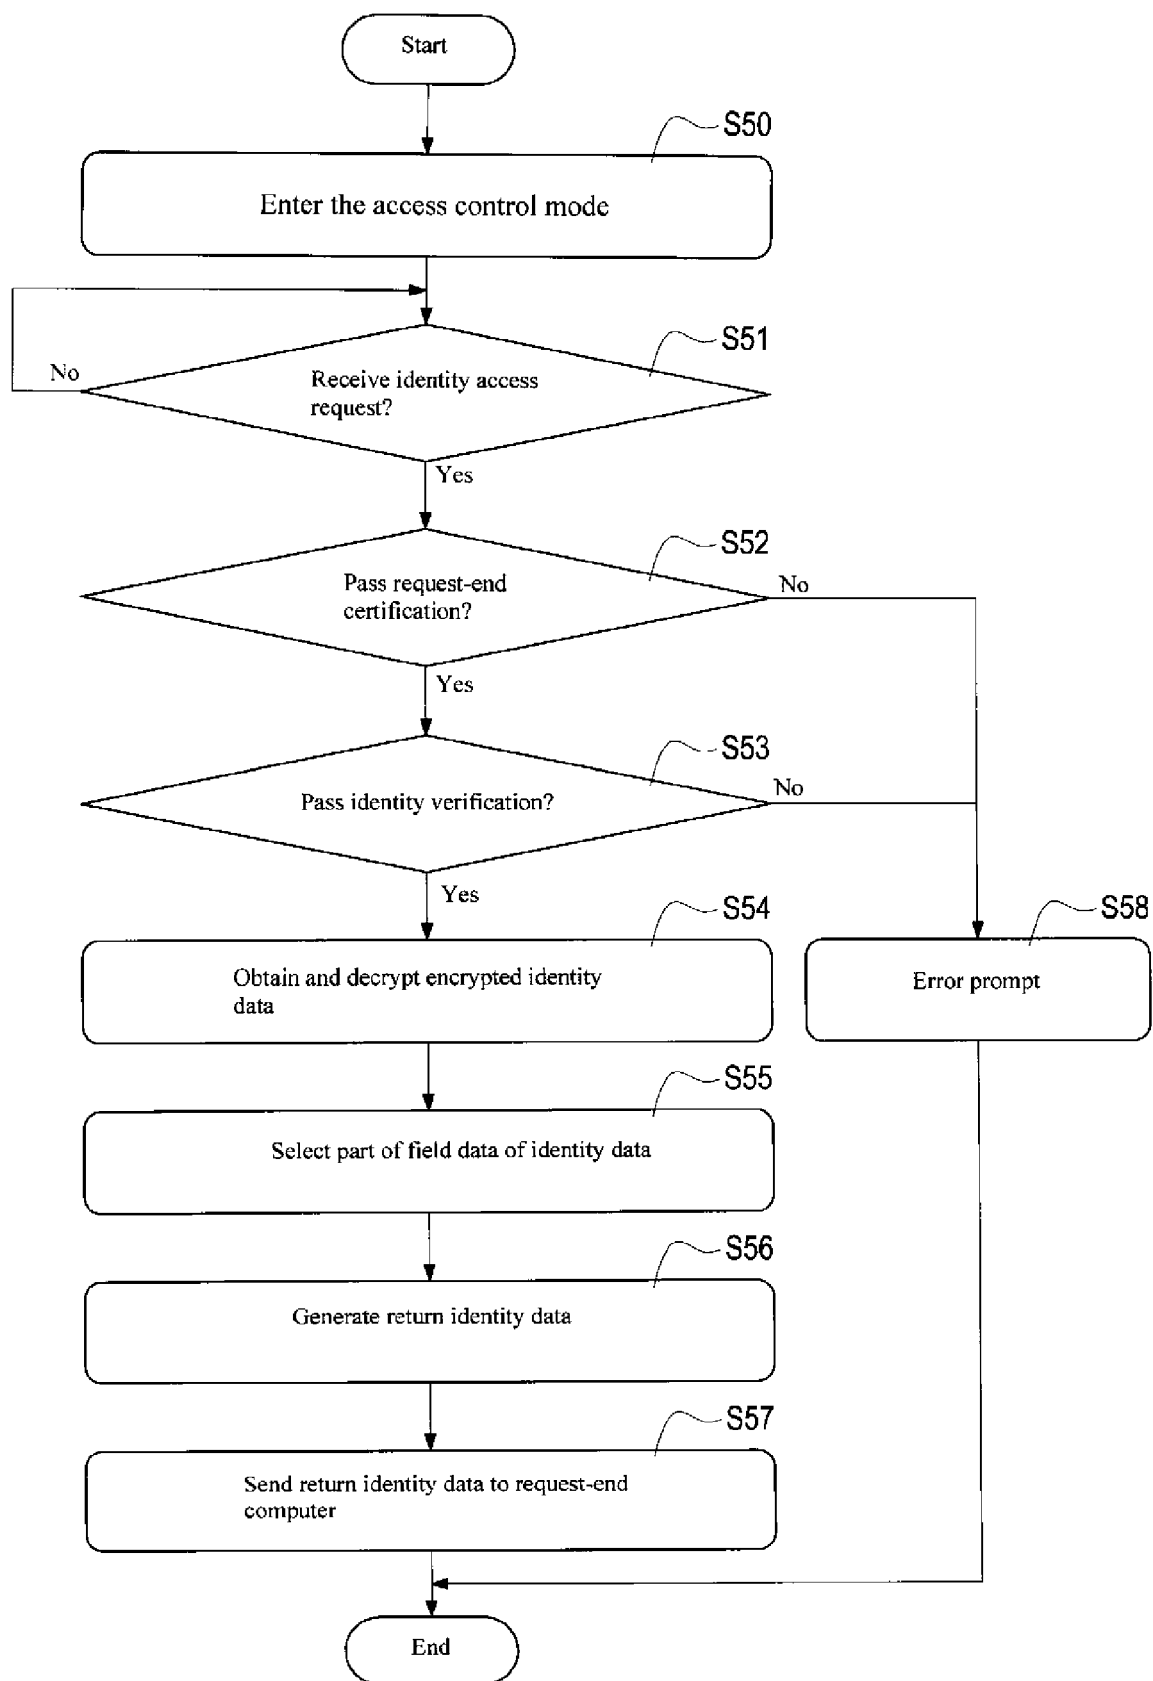 Start
S50
Enter the access control mode
S51
No
Receive identity access
request?
Yes
S52
Pass request-end
certification?
No
Yes
S53
Pass identity verification?
No
Yes
S54
Obtain and decrypt encrypted identity
data
S58
Error prompt
S55
Select part of field data of identity data
S56
Generate return identity data
S57
Send return identity data to request-end
computer
End